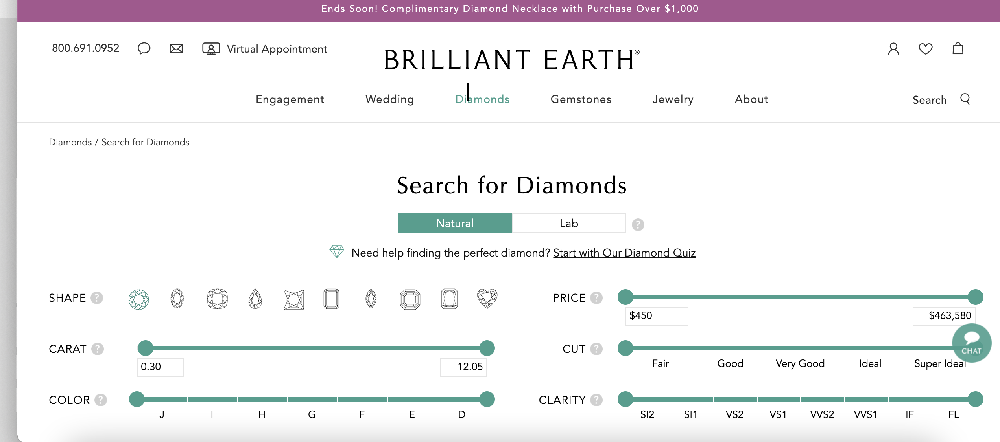 Ends Soon! Complimentary Diamond Necklace with Purchase Over $1,000
800.691.0952
Virtual Appointment
BRILLIANT EARTH®
Engagement
Wedding
Diamonds
Gemstones
Jewelry
About
Search
Diamonds / Search for Diamonds
Search for Diamonds
Natural
Lab
?
Need help finding the perfect diamond? Start with Our Diamond Quiz
SHAPE ?
PRICE ?
$450
$463,580
CARAT ?
0.30
12.05
CUT ?
Fair
Good
Very Good
Ideal
Super Ideal
CHAT
COLOR ?
J
I
H
G
F
E
D
CLARITY ?
SI2
SI1
VS2
VS1
VVS2
VVS1
IF
FL